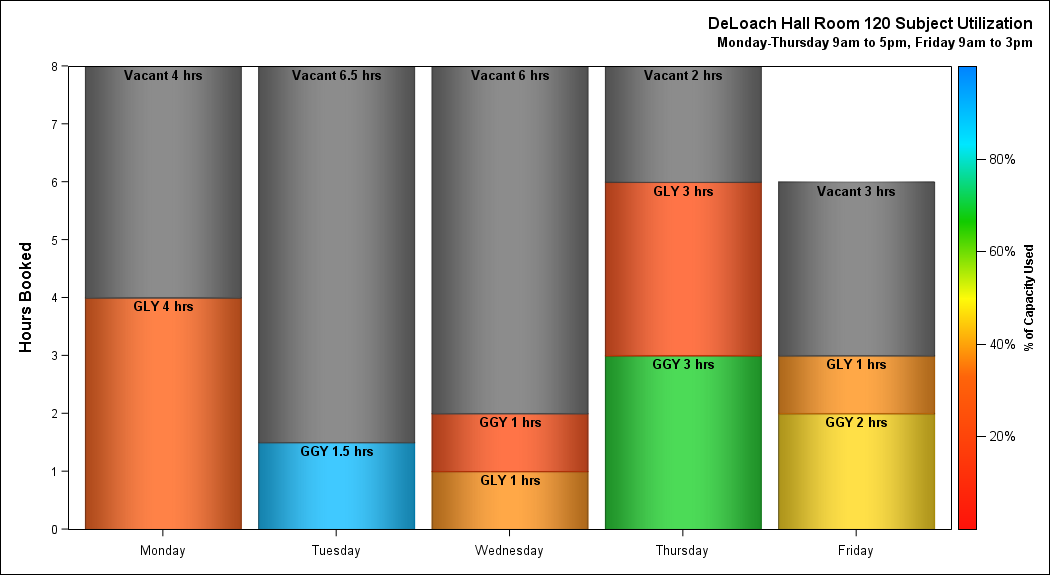 DeLoach Hall Room 120 Subject Utilization
Monday-Thursday 9am to 5pm, Friday 9am to 3pm
Hours Booked
8
7
6
5
4
3
2
1
0
Vacant 4 hrs
GLY 4 hrs
Vacant 6.5 hrs
GGY 1.5 hrs
Vacant 6 hrs
GGY 1 hrs
GLY 1 hrs
Vacant 2 hrs
GLY 3 hrs
GGY 3 hrs
Vacant 3 hrs
GLY 1 hrs
GGY 2 hrs
Monday
Tuesday
Wednesday
Thursday
Friday
80%
60%
40%
20%
% of Capacity Used